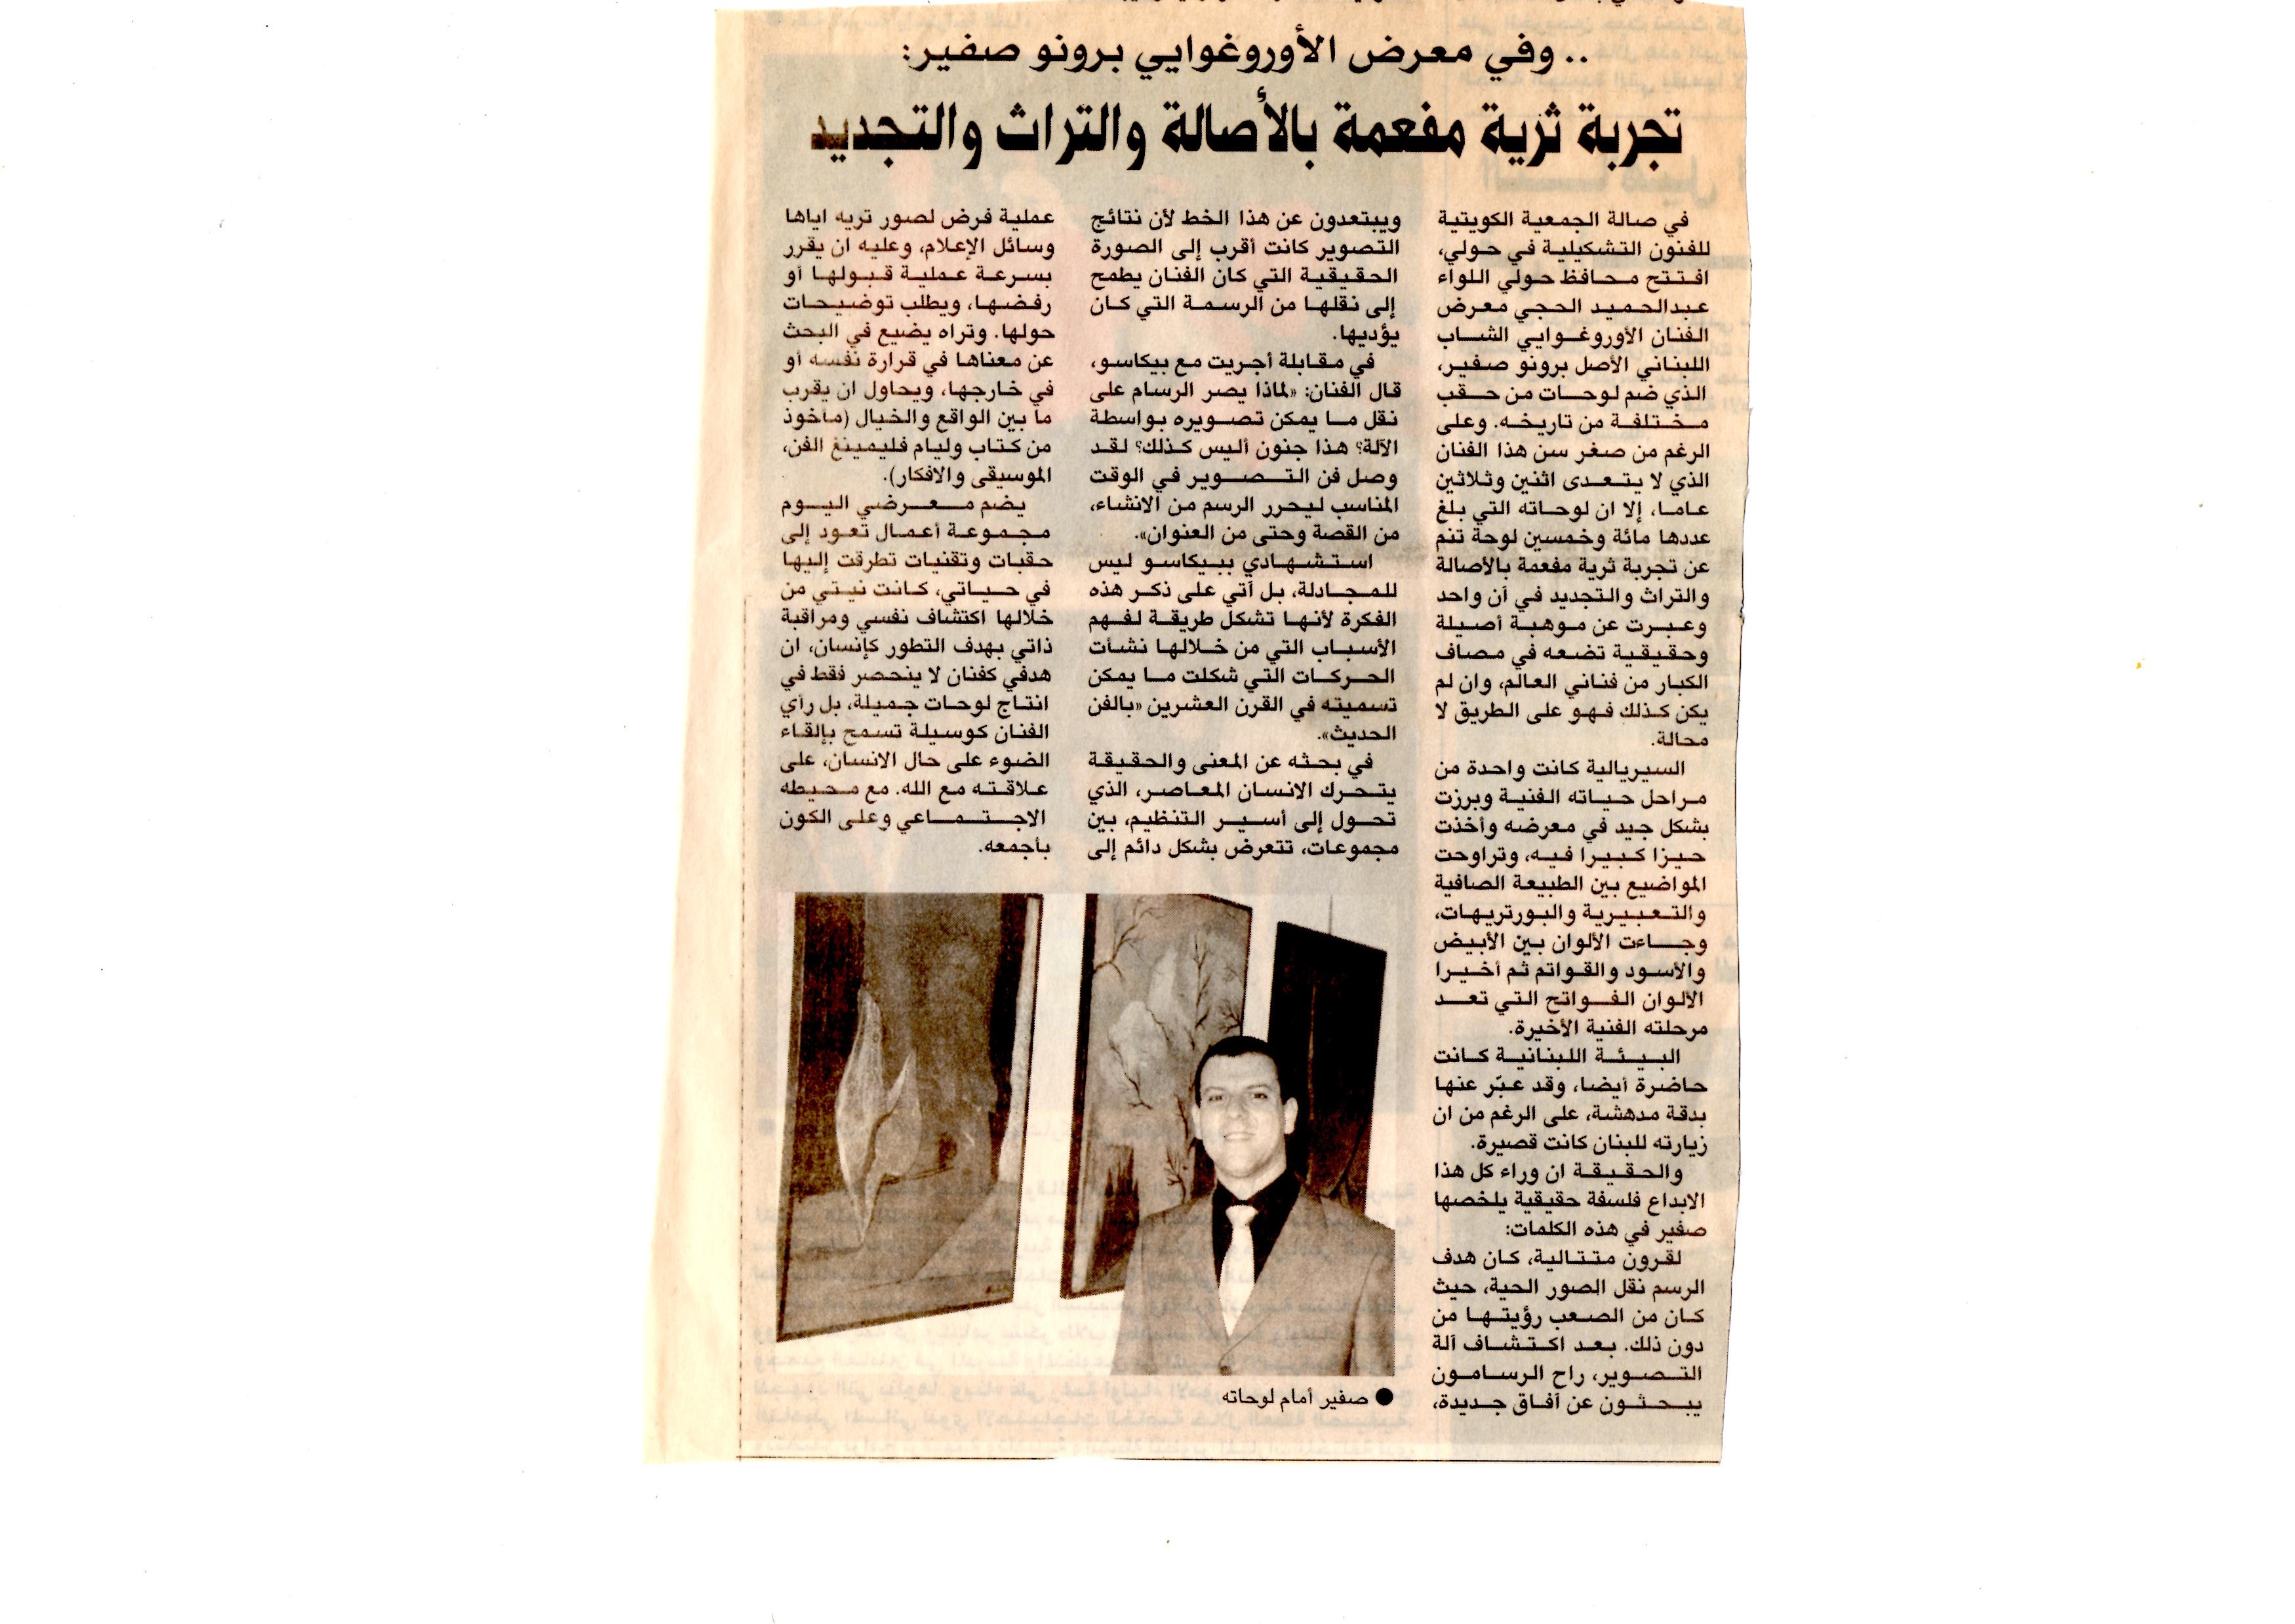 .. وفي معرض الأوروغوايي برونو صفير:
تجربة ثرية مفعمة بالأصالة والتراث والتجديد
في صالة الجمعية الكويتية
للفنون التشكيلية في حولي،
افتتح محافظ حولي اللواء
عبدالحميد الحجي معرض
الفنان الأوروغوايي الشاب
اللبناني الأصل برونو صفير،
الذي ضم لوحات من حقب
مختلفة من تاريخه. وعلى
الرغم من صغر سن هذا الفنان
الذي لا يتعدى اثنين وثلاثين
عاما، إلا ان لوحاته التي بلغ
عددها مائة وخمسين لوحة تنم
عن تجربة ثرية مفعمة بالأصالة
والتراث والتجديد في آن واحد
وعبرت عن موهبة أصيلة
وحقيقية تضعه في مصاف
الكبار من فناني العالم، وان لم
يكن كذلك فهو على الطريق لا
محالة.
السيريالية كانت واحدة من
مراحل حياته الفنية وبرزت
بشكل جيد في معرضه وأخذت
حيزا كبيرا فيه، وتراوحت
المواضيع بين الطبيعة الصافية
والتعبيرية والبورتريهات،
وجاءت الألوان بين الأبيض
والأسود والقواتم ثم أخيرا
الألوان الفواتح التي تعد
مرحلته الفنية الأخيرة.
البيئة اللبنانية كانت
حاضرة أيضا، وقد عبّر عنها
بدقة مدهشة، على الرغم من ان
زيارته للبنان كانت قصيرة.
والحقيقة ان وراء كل هذا
الابداع فلسفة حقيقية يلخصها
صفير في هذه الكلمات:
لقرون متتالية، كان هدف
الرسم نقل الصور الحية، حيث
كان من الصعب رؤيتها من
دون ذلك. بعد اكتشاف آلة
التصوير، راح الرسامون
يبحثون عن آفاق جديدة،
ويبتعدون عن هذا الخط لأن نتائج
التصوير كانت أقرب إلى الصورة
الحقيقية التي كان الفنان يطمح
إلى نقلها من الرسمة التي كان
يؤديها.
في مقابلة أجريت مع بيكاسو،
قال الفنان: «لماذا يصر الرسام على
نقل ما يمكن تصويره بواسطة
الآلة؟ هذا جنون أليس كذلك؟ لقد
وصل فن التصوير في الوقت
المناسب ليحرر الرسم من الانشاء،
من القصة وحتى من العنوان».
استشهادي ببيكاسو ليس
للمجادلة، بل آتي على ذكر هذه
الفكرة لأنها تشكل طريقة لفهم
الأسباب التي من خلالها نشأت
الحركات التي شكلت ما يمكن
تسميته في القرن العشرين «بالفن
الحديث».
في بحثه عن المعنى والحقيقة
يتحرك الانسان المعاصر، الذي
تحول إلى أسير التنظيم، بين
مجموعات، تتعرض بشكل دائم إلى
عملية فرض لصور تريه اياها
وسائل الإعلام، وعليه ان يقرر
بسرعة عملية قبولها أو
رفضها، ويطلب توضيحات
حولها. وتراه يضيع في البحث
عن معناها في قرارة نفسه أو
في خارجها، ويحاول ان يقرب
ما بين الواقع والخيال (مأخوذ
من كتاب وليام فليمينغ الفن،
الموسيقى والافكار).
يضم معرضي اليوم
مجموعة أعمال تعود إلى
حقبات وتقنيات تطرقت إليها
في حياتي، كانت نيتي من
خلالها اكتشاف نفسي ومراقبة
ذاتي بهدف التطور كإنسان، ان
هدفي كفنان لا ينحصر فقط في
انتاج لوحات جميلة، بل رأي
الفنان كوسيلة تسمح بإلقاء
الضوء على حال الانسان، على
علاقته مع الله. مع محيطه
الاجتماعي وعلى الكون
بأجمعه.
● صفير أمام لوحاته